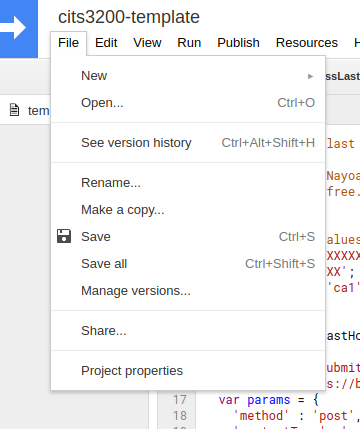 cits3200-template
File Edit View Run Publish Resources H
New
Open... Ctrl+O
See version history Ctrl+Alt+Shift+H
Rename...
Make a copy...
Save Ctrl+S
Save all Ctrl+Shift+S
Manage versions...
Share...
Project properties
ssLast
tem
last
Nayoa
free.
alues
XXXXX
XX';
'ca1'
astHo
ubmit
s://b
17 var params = {
18 'method' : 'post',